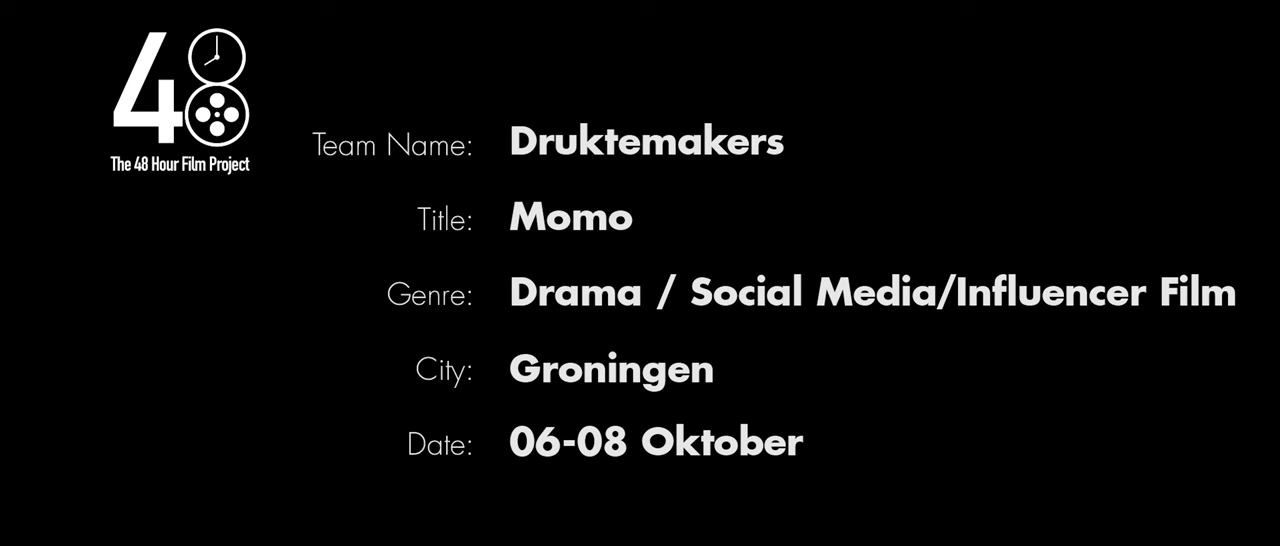 48
The 48 Hour Film Project
Team Name: Druktemakers
Title: Momo
Genre: Drama / Social Media/Influencer Film
City: Groningen
Date: 06-08 Oktober